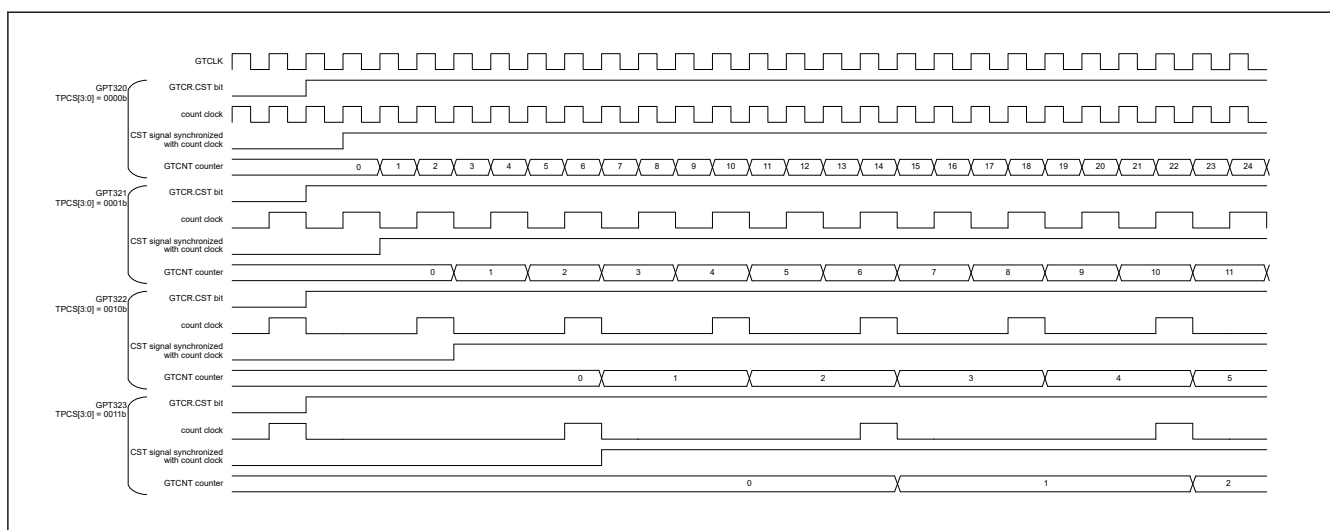 GTCLK
GPT320
TPCS[3:0] = 0000b
GTCR.CST bit
count clock
CST signal synchronized
with count clock
GTCNT counter
0 1 2 3 4 5 6 7 8 9 10 11 12 13 14 15 16 17 18 19 20 21 22 23 24
GPT321
TPCS[3:0] = 0001b
GTCR.CST bit
count clock
CST signal synchronized
with count clock
GTCNT counter
0 1 2 3 4 5 6 7 8 9 10 11
GPT322
TPCS[3:0] = 0010b
GTCR.CST bit
count clock
CST signal synchronized
with count clock
GTCNT counter
0 1 2 3 4 5
GPT323
TPCS[3:0] = 0011b
GTCR.CST bit
count clock
CST signal synchronized
with count clock
GTCNT counter
0 1 2